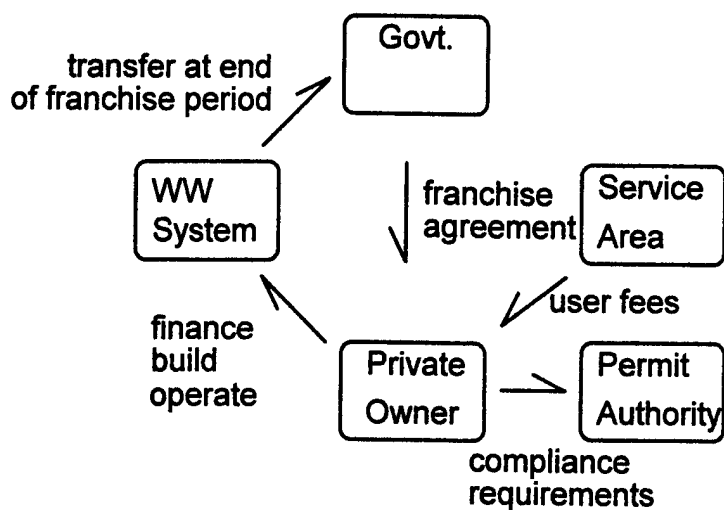 Govt.
transfer at end
of franchise period
WW
System
franchise
agreement
Service
Area
user fees
finance
build
operate
Private
Owner
Permit
Authority
compliance
requirements